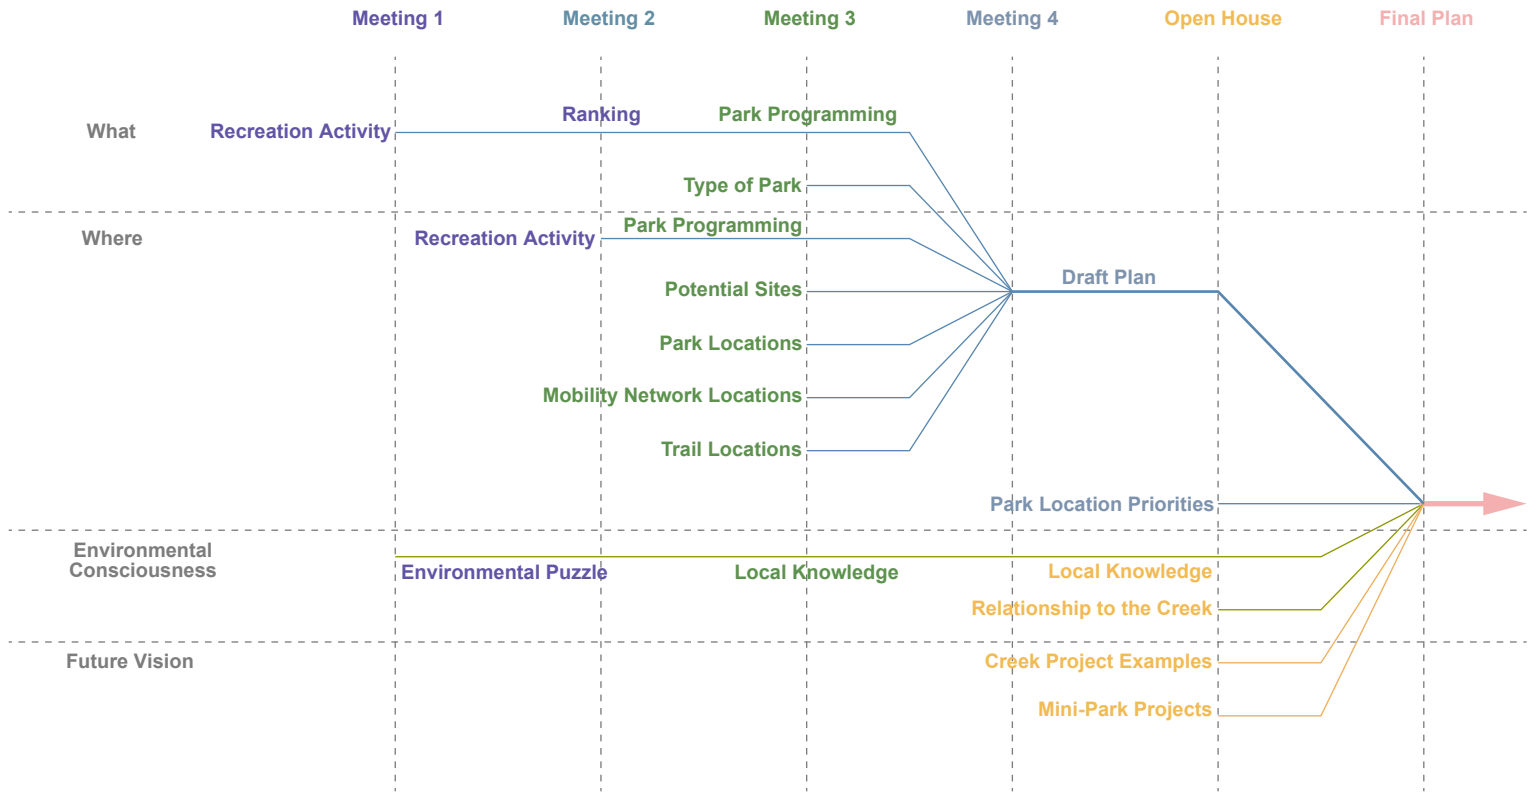 Meeting 1
Meeting 2
Meeting 3
Meeting 4
Open House
Final Plan
What
Recreation Activity
Ranking
Park Programming
Type of Park
Where
Recreation Activity
Park Programming
Potential Sites
Draft Plan
Park Locations
Mobility Network Locations
Trail Locations
Park Location Priorities
Environmental
Consciousness
Environmental Puzzle
Local Knowledge
Local Knowledge
Relationship to the Creek
Future Vision
Creek Project Examples
Mini-Park Projects